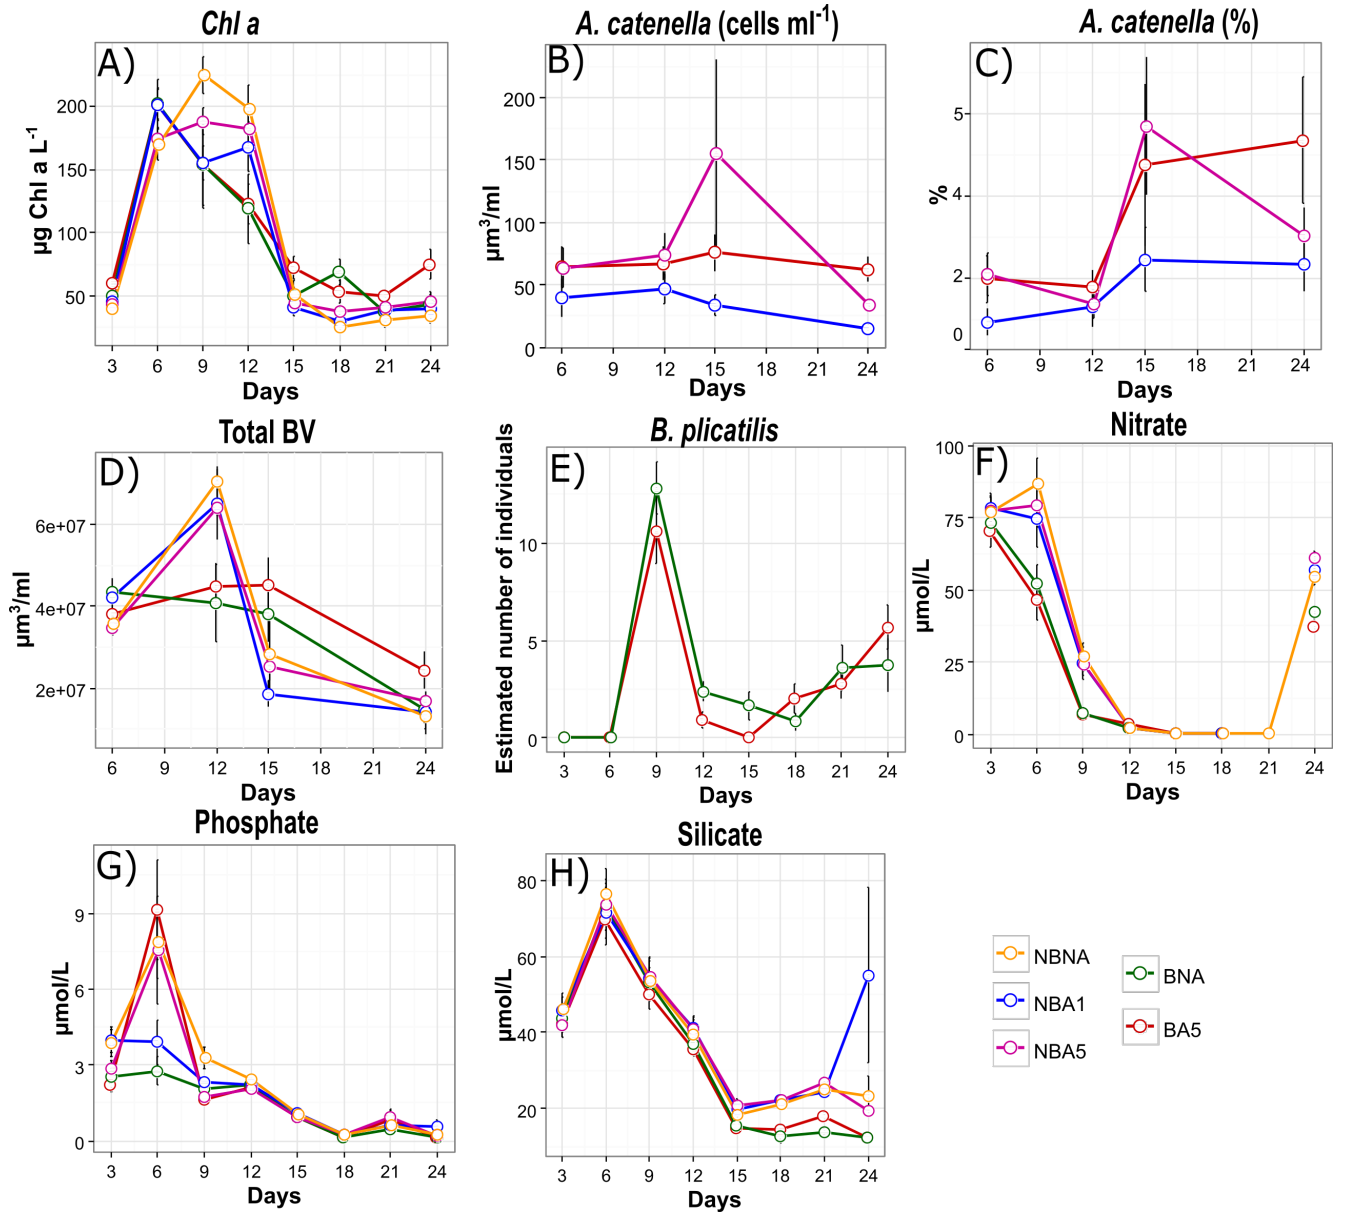 Chl a
A)
µg Chl a L-1
200
150
100
50
3 6 9 12 15 18 21 24
Days
A. catenella (cells ml-1)
B)
µm3/ml
200
150
100
50
0
6 9 12 15 18 21 24
Days
A. catenella (%)
C)
%
5
4
2
0
6 9 12 15 18 21 24
Days
Total BV
D)
µm3/ml
6e+07
4e+07
2e+07
6 9 12 15 18 21 24
Days
B. plicatilis
E)
Estimated number of individuals
10
5
0
3 6 9 12 15 18 21 24
Days
Nitrate
F)
µmol/L
100
75
50
25
0
3 6 9 12 15 18 21 24
Days
Phosphate
G)
µmol/L
9
6
3
0
3 6 9 12 15 18 21 24
Days
Silicate
H)
µmol/L
80
60
40
20
3 6 9 12 15 18 21 24
Days
NBNA
NBA1
NBA5
BNA
BA5